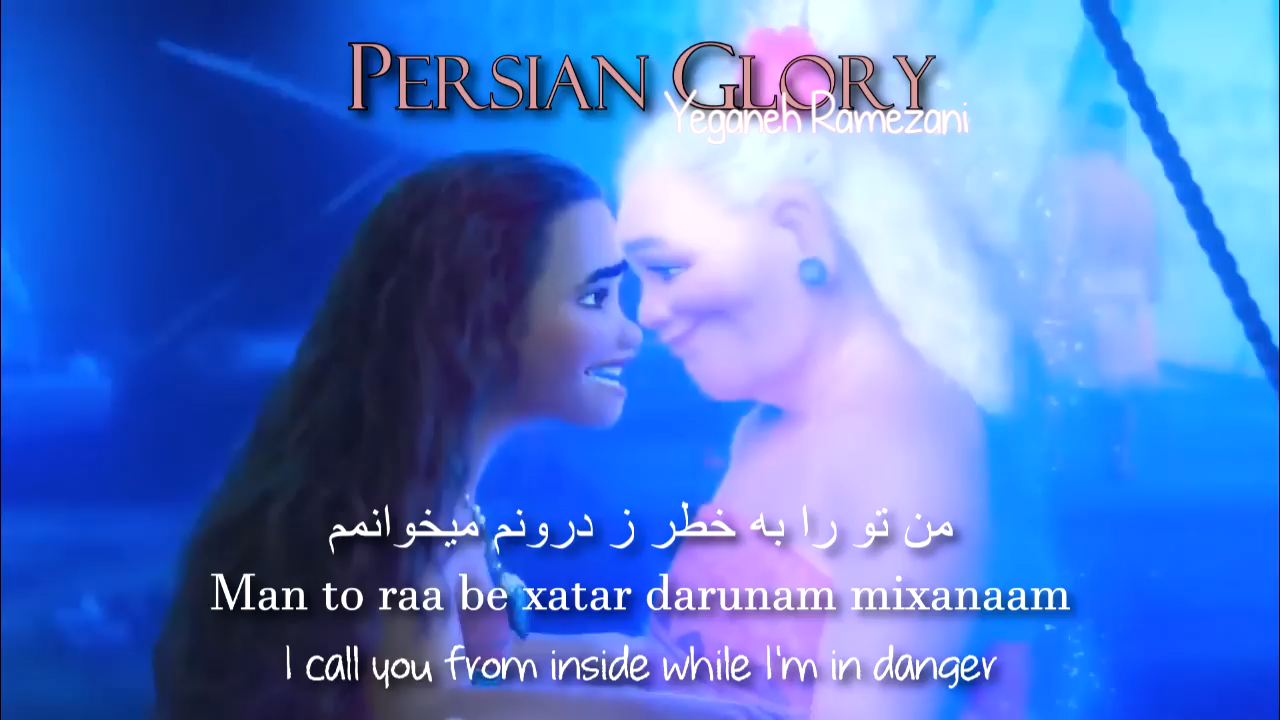 PERSIAN GLORY
Yeganeh Ramezani
من تو را به خطر ز درونم میخوانمم
Man to raa be xatar darunam mixanaam
I call you from inside while I'm in danger